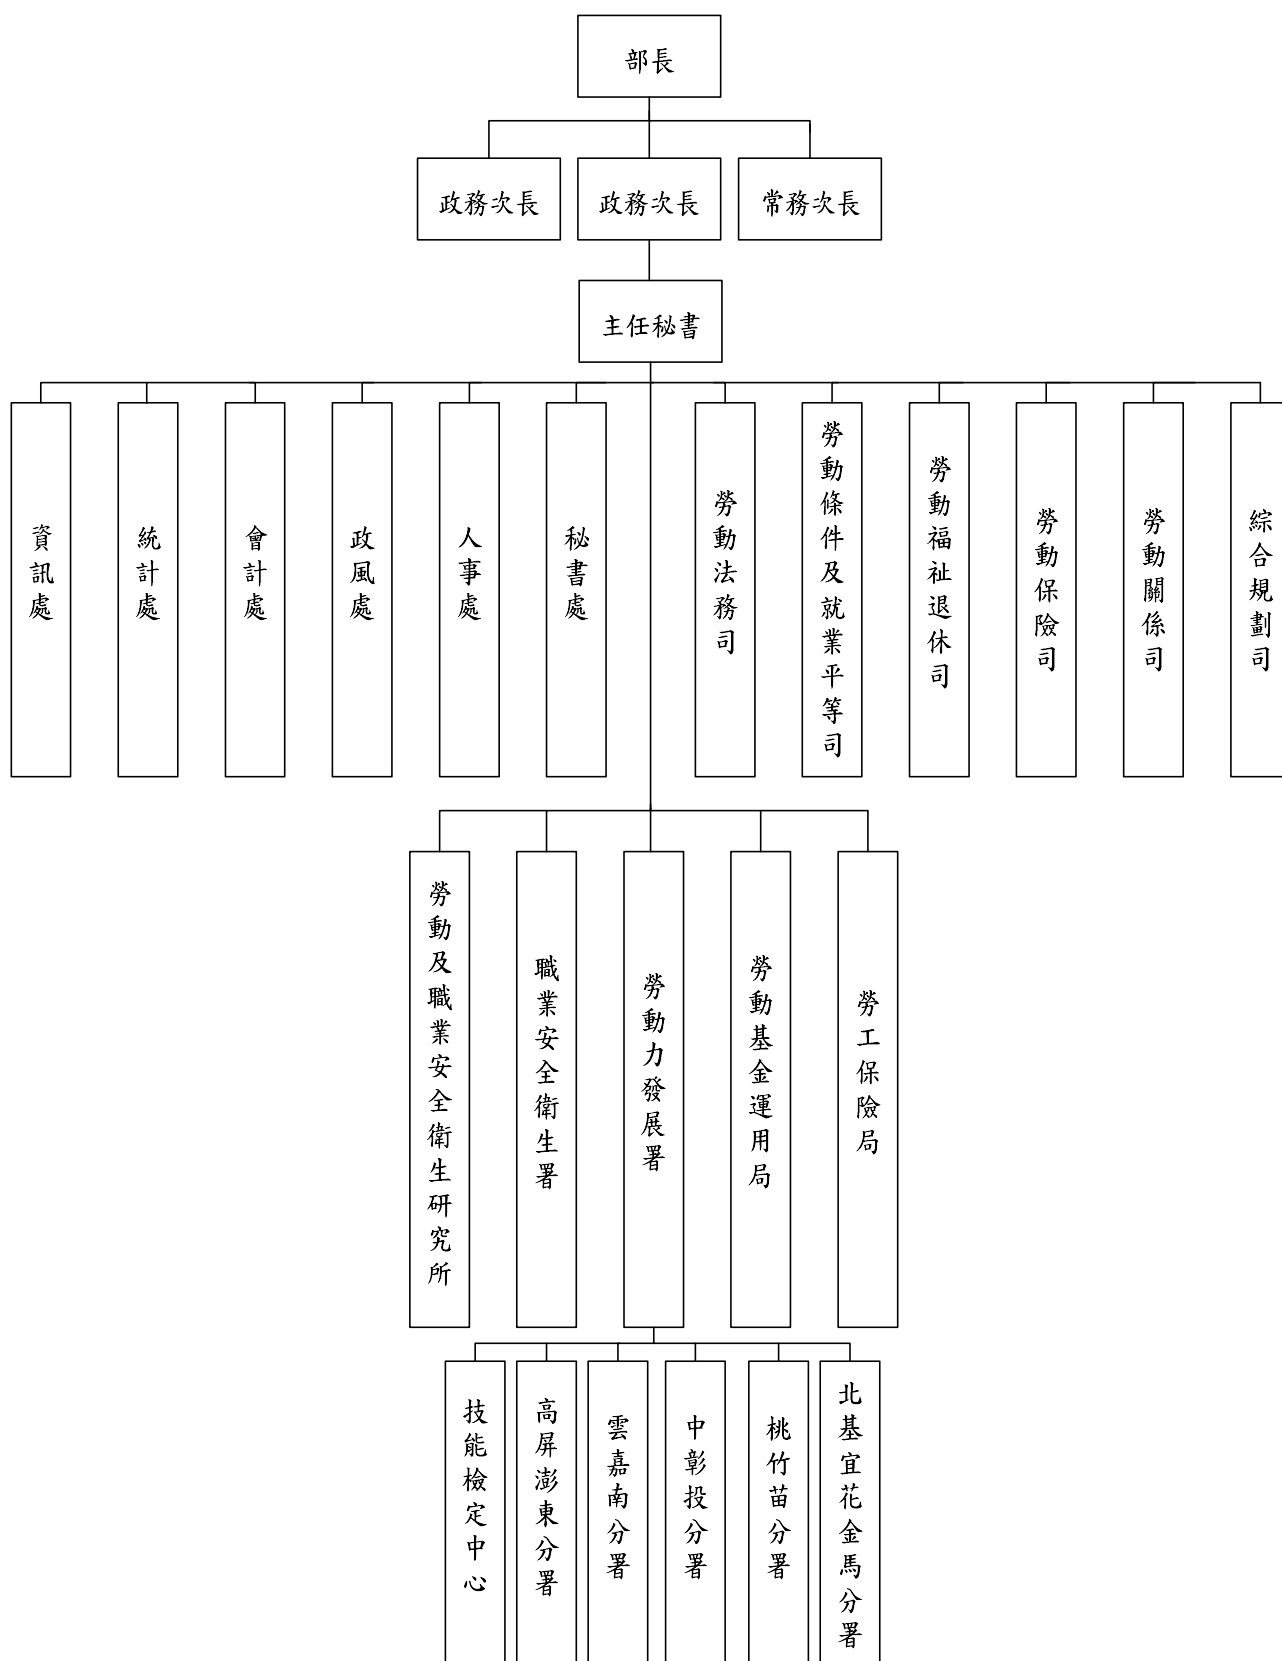 部長
政務次長
政務次長
常務次長
主任秘書
資訊處
統計處
會計處
政風處
人事處
秘書處
勞動法務司
勞動條件及就業平等司
勞動福祉退休司
勞動保險司
勞動關係司
綜合規劃司
勞動及職業安全衛生研究所
職業安全衛生署
勞動力發展署
勞動基金運用局
勞工保險局
技能檢定中心
高屏澎東分署
雲嘉南分署
中彰投分署
桃竹苗分署
北基宜花金馬分署